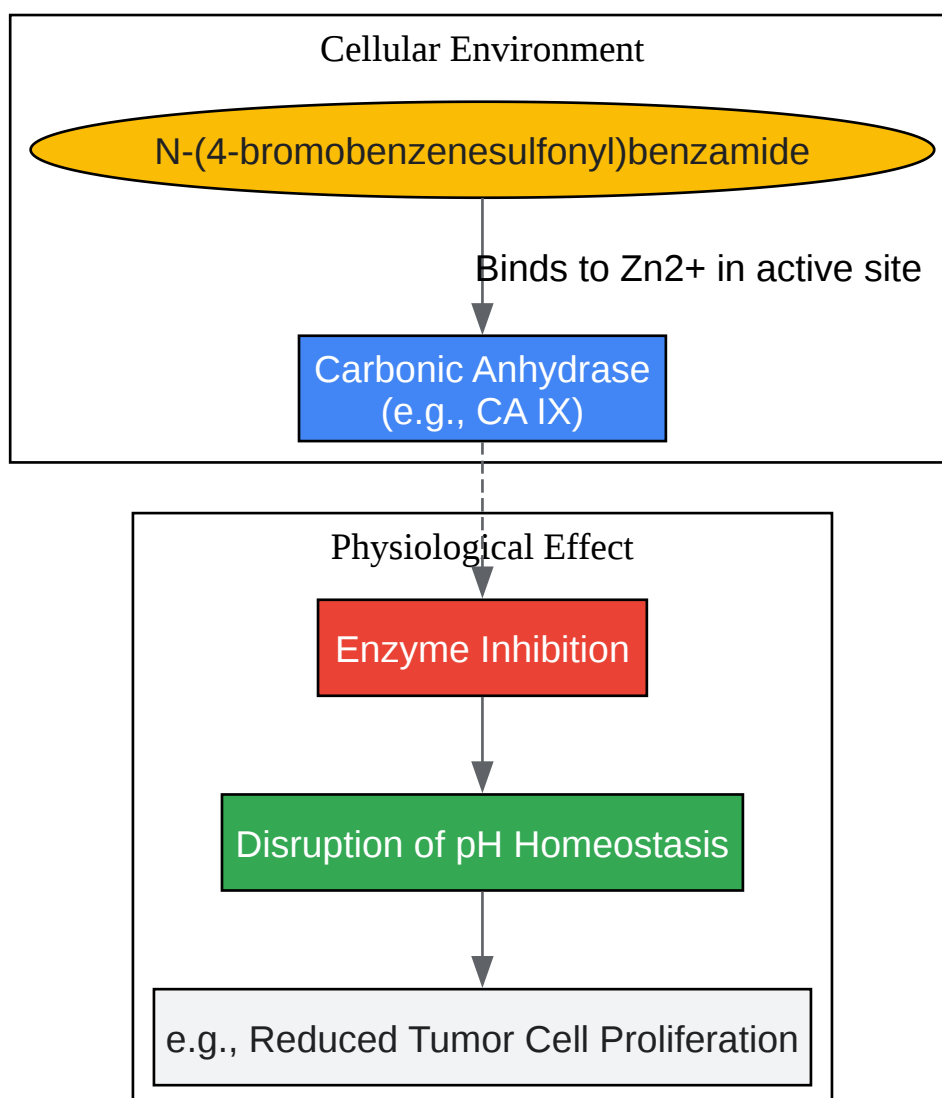 Cellular Environment
N-(4-bromobenzenesulfonyl)benzamide
Binds to Zn2+ in active site
Carbonic Anhydrase
(e.g., CA IX)
Physiological Effect
Enzyme Inhibition
Disruption of pH Homeostasis
e.g., Reduced Tumor Cell Proliferation